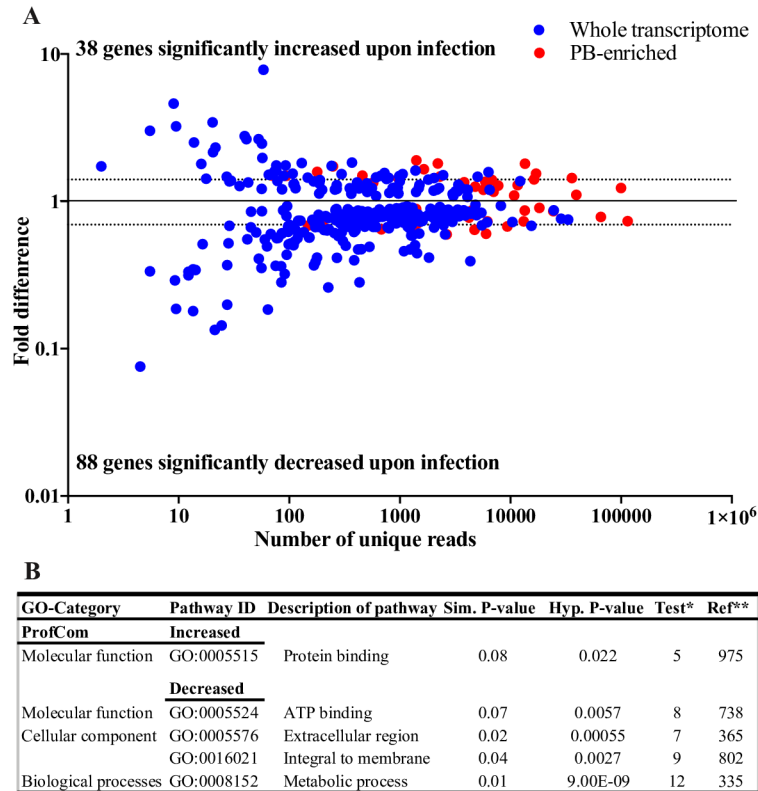 A
38 genes significantly increased upon infection
Whole transcriptome
PB-enriched
10
1
0.1
0.01
Fold diffenrence
88 genes significantly decreased upon infection
1 10 100 1000 10000 100000 1×10⁶
Number of unique reads
B
GO-Category Pathway ID Description of pathway Sim. P-value Hyp. P-value Test* Ref**
ProfCom Increased
Molecular function GO:0005515 Protein binding 0.08 0.022 5 975
Decreased
Molecular function GO:0005524 ATP binding 0.07 0.0057 8 738
Cellular component GO:0005576 Extracellular region 0.02 0.00055 7 365
GO:0016021 Integral to membrane 0.04 0.0027 9 802
Biological processes GO:0008152 Metabolic process 0.01 9.00E-09 12 335